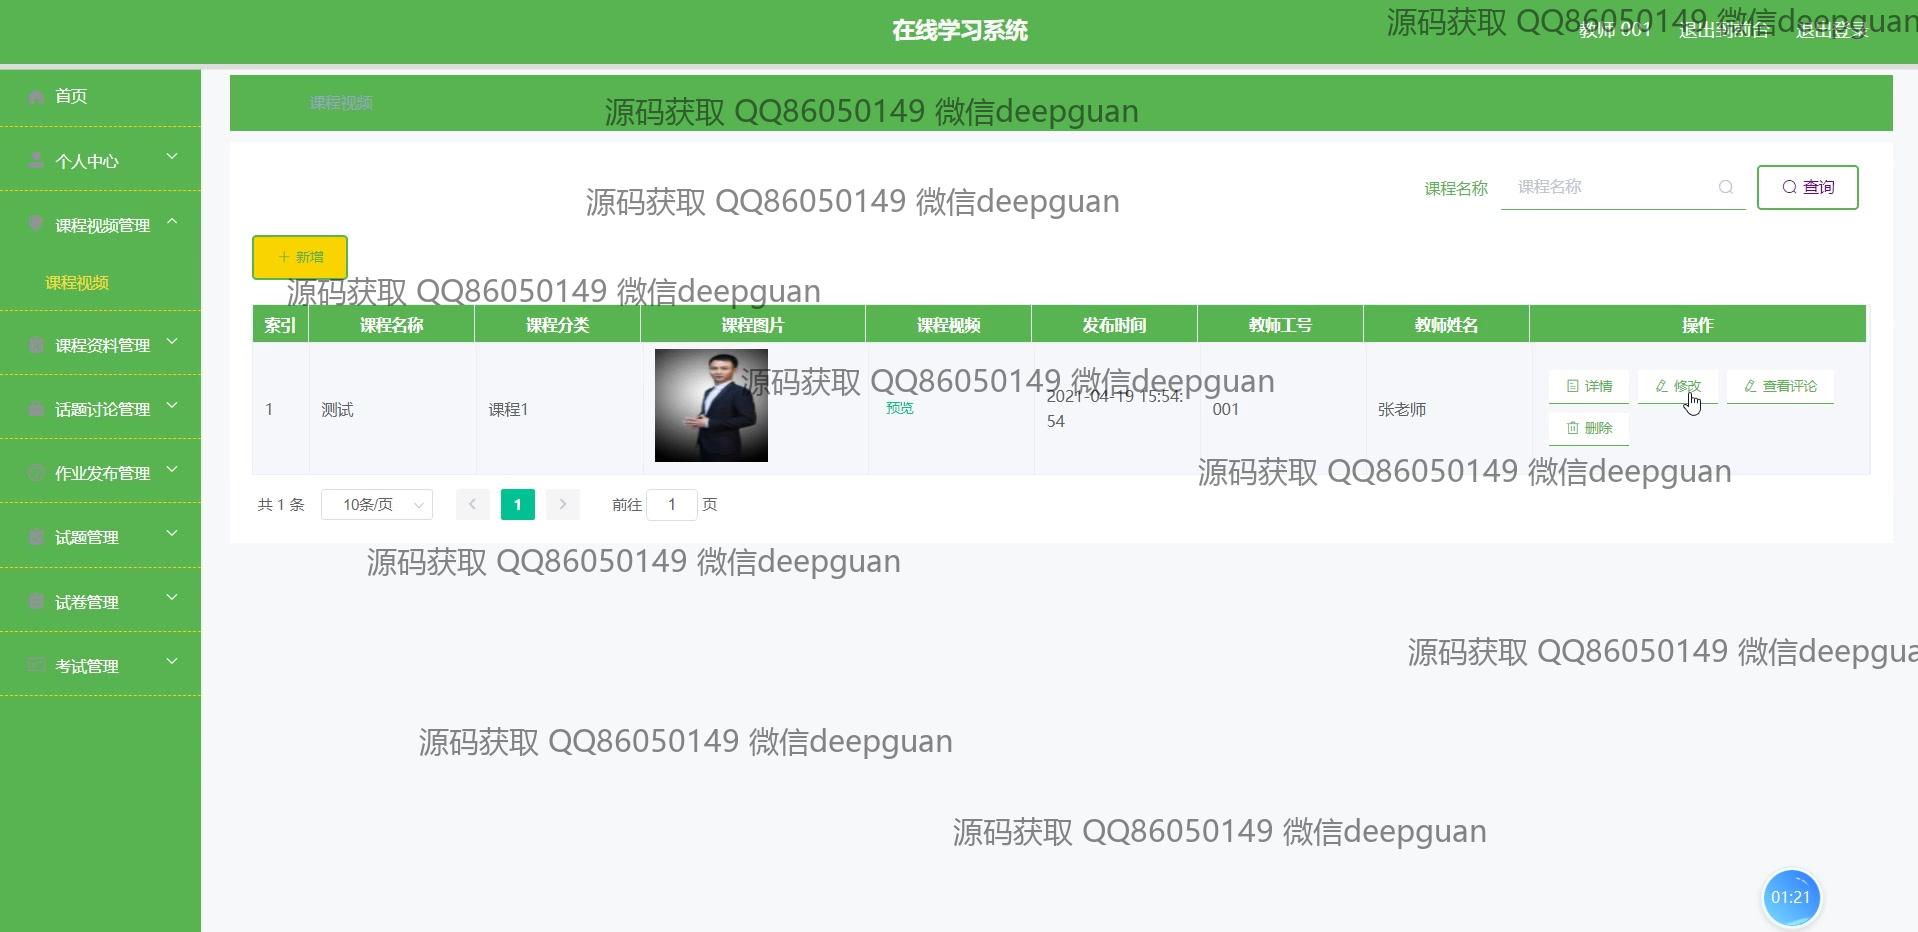 在线学习系统
源码获取 QQ86050149 微信deepguan
教师 001 退出到前台 退出登录
首页
课程视频
源码获取 QQ86050149 微信deepguan
个人中心
源码获取 QQ86050149 微信deepguan
课程名称 课程名称 查询
课程视频管理
新增
课程视频
源码获取 QQ86050149 微信deepguan
索引 课程名称 课程分类 课程图片 课程视频 发布时间 教师工号 教师姓名 操作
课程资料管理
源码获取 QQ86050149 微信deepguan
详情 修改 查看评论
1 测试 课程1 预览 2021-04-19 15:54:
54 001 张老师
删除
话题讨论管理
源码获取 QQ86050149 微信deepguan
作业发布管理
共 1 条 10条/页 1 前往 1 页
试题管理
源码获取 QQ86050149 微信deepguan
试卷管理
源码获取 QQ86050149 微信deepgua
考试管理
源码获取 QQ86050149 微信deepguan
源码获取 QQ86050149 微信deepguan
01:21